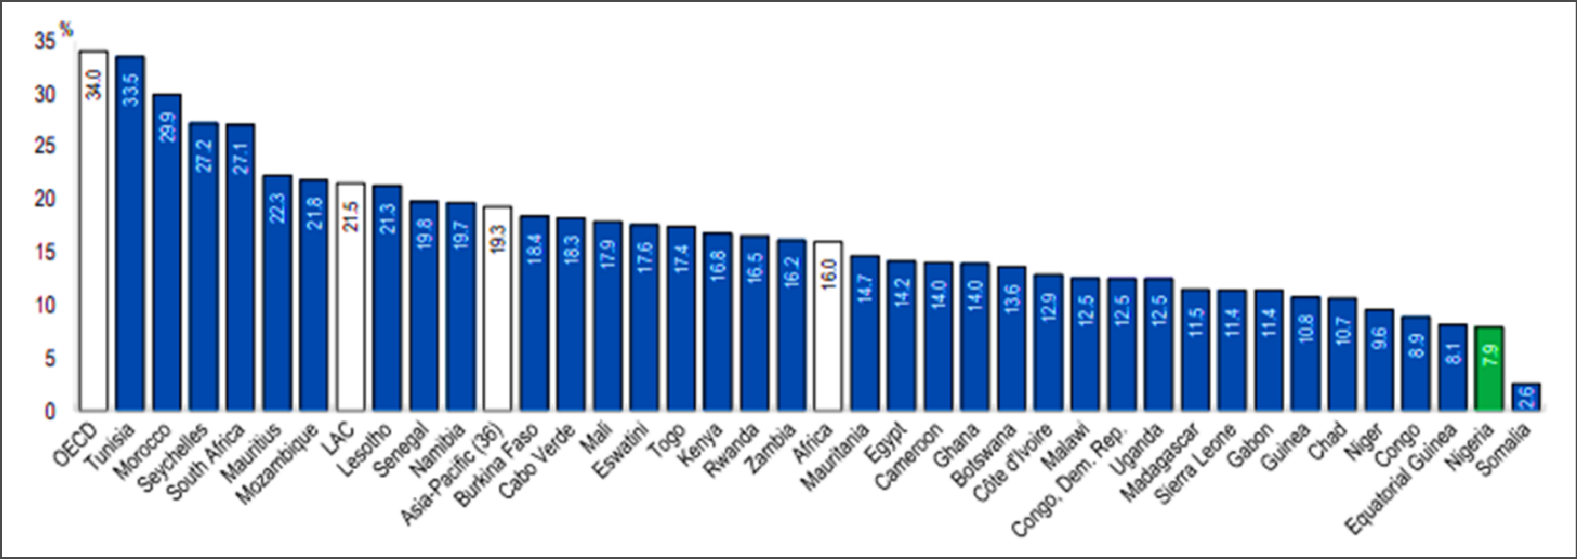 %
35
30
25
20
15
10
5
0
34.0
33.5
29.9
27.2
27.1
22.3
21.8
21.5
21.3
19.8
19.7
19.3
18.4
18.3
17.9
17.6
17.4
16.8
16.5
16.2
16.0
14.7
14.2
14.0
14.0
13.6
12.9
12.5
12.5
12.5
11.5
11.4
11.4
10.8
10.7
9.6
8.9
8.1
7.9
2.6
OECD
Tunisia
Morocco
Seychelles
South Africa
Mauritius
Mozambique
LAC
Lesotho
Senegal
Namibia
Asia-Pacific (36)
Burkina Faso
Cabo Verde
Mali
Eswatini
Togo
Kenya
Rwanda
Zambia
Africa
Mauritania
Egypt
Cameroon
Ghana
Botswana
Côte d'Ivoire
Malawi
Congo, Dem. Rep.
Uganda
Madagascar
Sierra Leone
Gabon
Guinea
Chad
Niger
Congo
Equatorial Guinea
Nigeria
Somalia